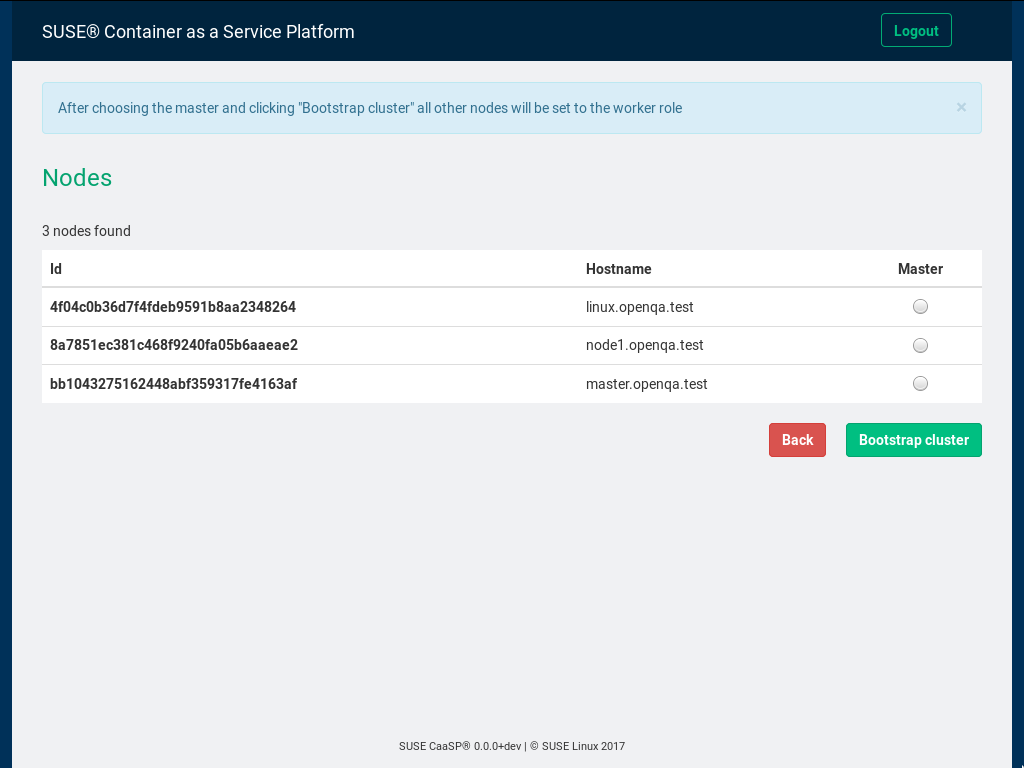 SUSE® Container as a Service Platform
Logout
After choosing the master and clicking "Bootstrap cluster" all other nodes will be set to the worker role ×
Nodes
3 nodes found
Id Hostname Master
4f04c0b36d7f4fdeb9591b8aa2348264 linux.openqa.test
8a7851ec381c468f9240fa05b6aaeae2 node1.openqa.test
bb1043275162448abf359317fe4163af master.openqa.test
Back Bootstrap cluster
SUSE CaaSP® 0.0.0+dev | © SUSE Linux 2017